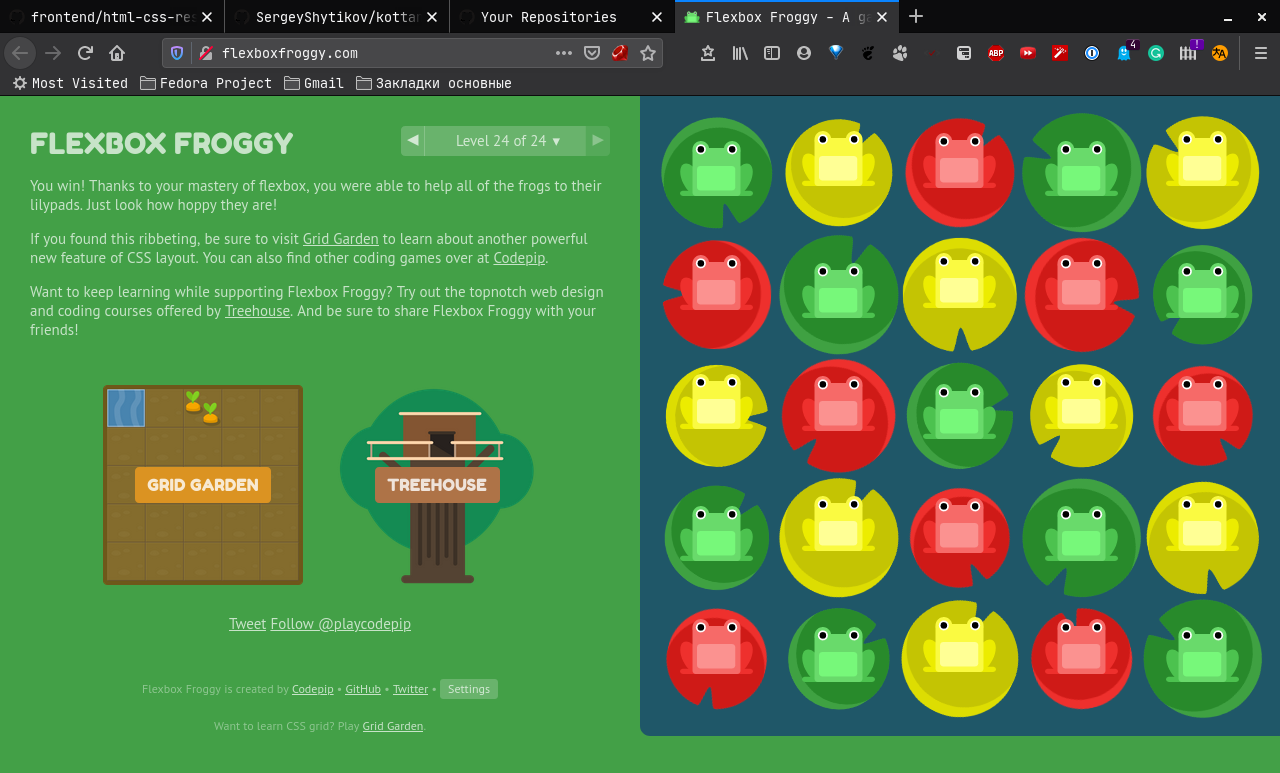 frontend/html-css-res
SergeyShytikov/kottar
Your Repositories
Flexbox Froggy - A ga
flexboxfroggy.com
ABP
4
!
Most Visited
Fedora Project
Gmail
Закладки основные
FLEXBOX FROGGY
◀ Level 24 of 24 ▼ ▶
You win! Thanks to your mastery of flexbox, you were able to help all of the frogs to their
lilypads. Just look how hoppy they are!
If you found this ribbeting, be sure to visit Grid Garden to learn about another powerful
new feature of CSS layout. You can also find other coding games over at Codepip.
Want to keep learning while supporting Flexbox Froggy? Try out the topnotch web design
and coding courses offered by Treehouse. And be sure to share Flexbox Froggy with your
friends!
GRID GARDEN
TREEHOUSE
Tweet Follow @playcodepip
Flexbox Froggy is created by Codepip • GitHub • Twitter • Settings
Want to learn CSS grid? Play Grid Garden.